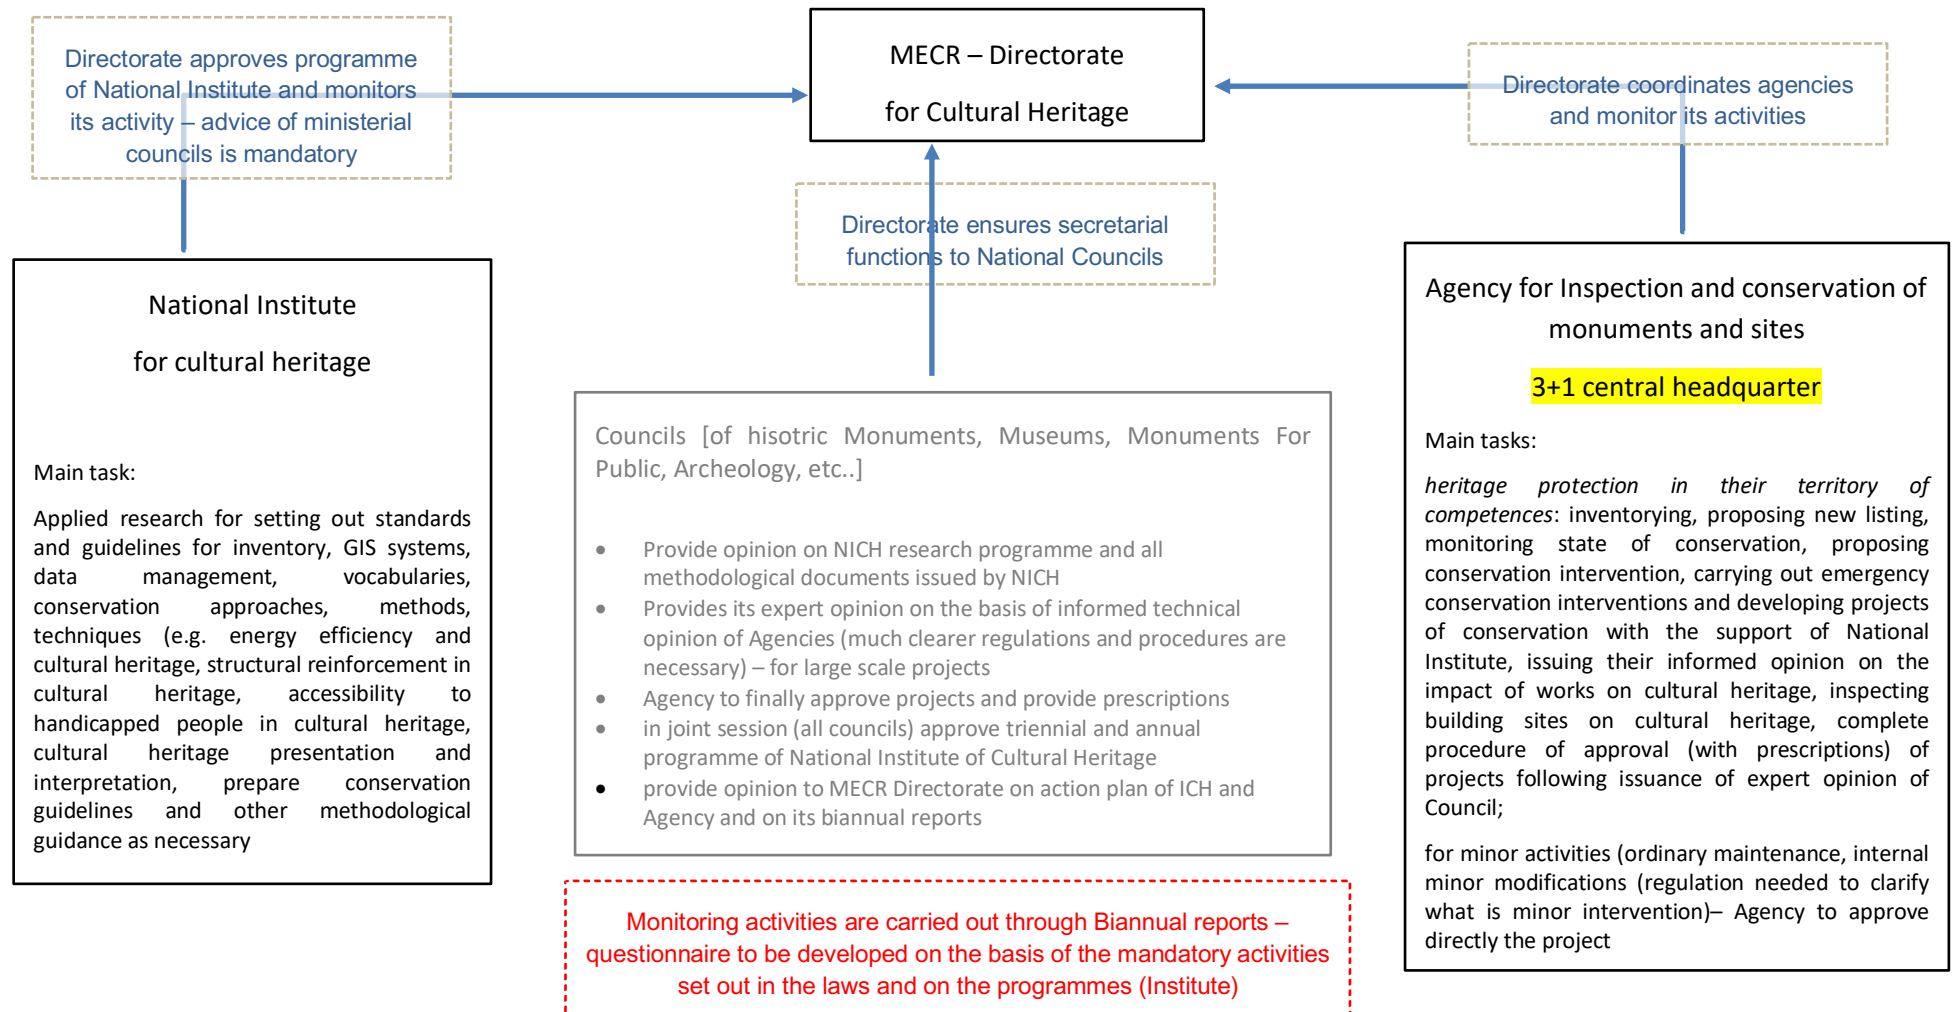 Directorate approves programme
of National Institute and monitors
its activity – advice of ministerial
councils is mandatory
MECR – Directorate
for Cultural Heritage
Directorate coordinates agencies
and monitor its activities
Directorate ensures secretarial
functions to National Councils
National Institute
for cultural heritage
Main task:
Applied research for setting out standards
and guidelines for inventory, GIS systems,
data management, vocabularies,
conservation approaches, methods,
techniques (e.g. energy efficiency and
cultural heritage, structural reinforcement in
cultural heritage, accessibility to
handicapped people in cultural heritage,
cultural heritage presentation and
interpretation, prepare conservation
guidelines and other methodological
guidance as necessary
Councils [of hisotric Monuments, Museums, Monuments For
Public, Archeology, etc..]
• Provide opinion on NICH research programme and all
methodological documents issued by NICH
• Provides its expert opinion on the basis of informed technical
opinion of Agencies (much clearer regulations and procedures are
necessary) – for large scale projects
• Agency to finally approve projects and provide prescriptions
• in joint session (all councils) approve triennial and annual
programme of National Institute of Cultural Heritage
• provide opinion to MECR Directorate on action plan of ICH and
Agency and on its biannual reports
Monitoring activities are carried out through Biannual reports –
questionnaire to be developed on the basis of the mandatory activities
set out in the laws and on the programmes (Institute)
Agency for Inspection and conservation of
monuments and sites
3+1 central headquarter
Main tasks:
heritage protection in their territory of
competences: inventorying, proposing new listing,
monitoring state of conservation, proposing
conservation intervention, carrying out emergency
conservation interventions and developing projects
of conservation with the support of National
Institute, issuing their informed opinion on the
impact of works on cultural heritage, inspecting
building sites on cultural heritage, complete
procedure of approval (with prescriptions) of
projects following issuance of expert opinion of
Council;
for minor activities (ordinary maintenance, internal
minor modifications (regulation needed to clarify
what is minor intervention)– Agency to approve
directly the project